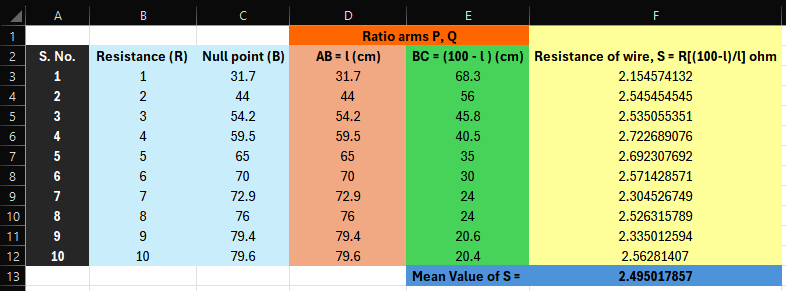 A B C D E F
1 Ratio arms P, Q
2 S. No. Resistance (R) Null point (B) AB = l (cm) BC = (100 - l ) (cm) Resistance of wire, S = R[(100-l)/l] ohm
3 1 1 31.7 31.7 68.3 2.154574132
4 2 2 44 44 56 2.545454545
5 3 3 54.2 54.2 45.8 2.535055351
6 4 4 59.5 59.5 40.5 2.722689076
7 5 5 65 65 35 2.692307692
8 6 6 70 70 30 2.571428571
9 7 7 72.9 72.9 24 2.304526749
10 8 8 76 76 24 2.526315789
11 9 9 79.4 79.4 20.6 2.335012594
12 10 10 79.6 79.6 20.4 2.56281407
13 Mean Value of S = 2.495017857